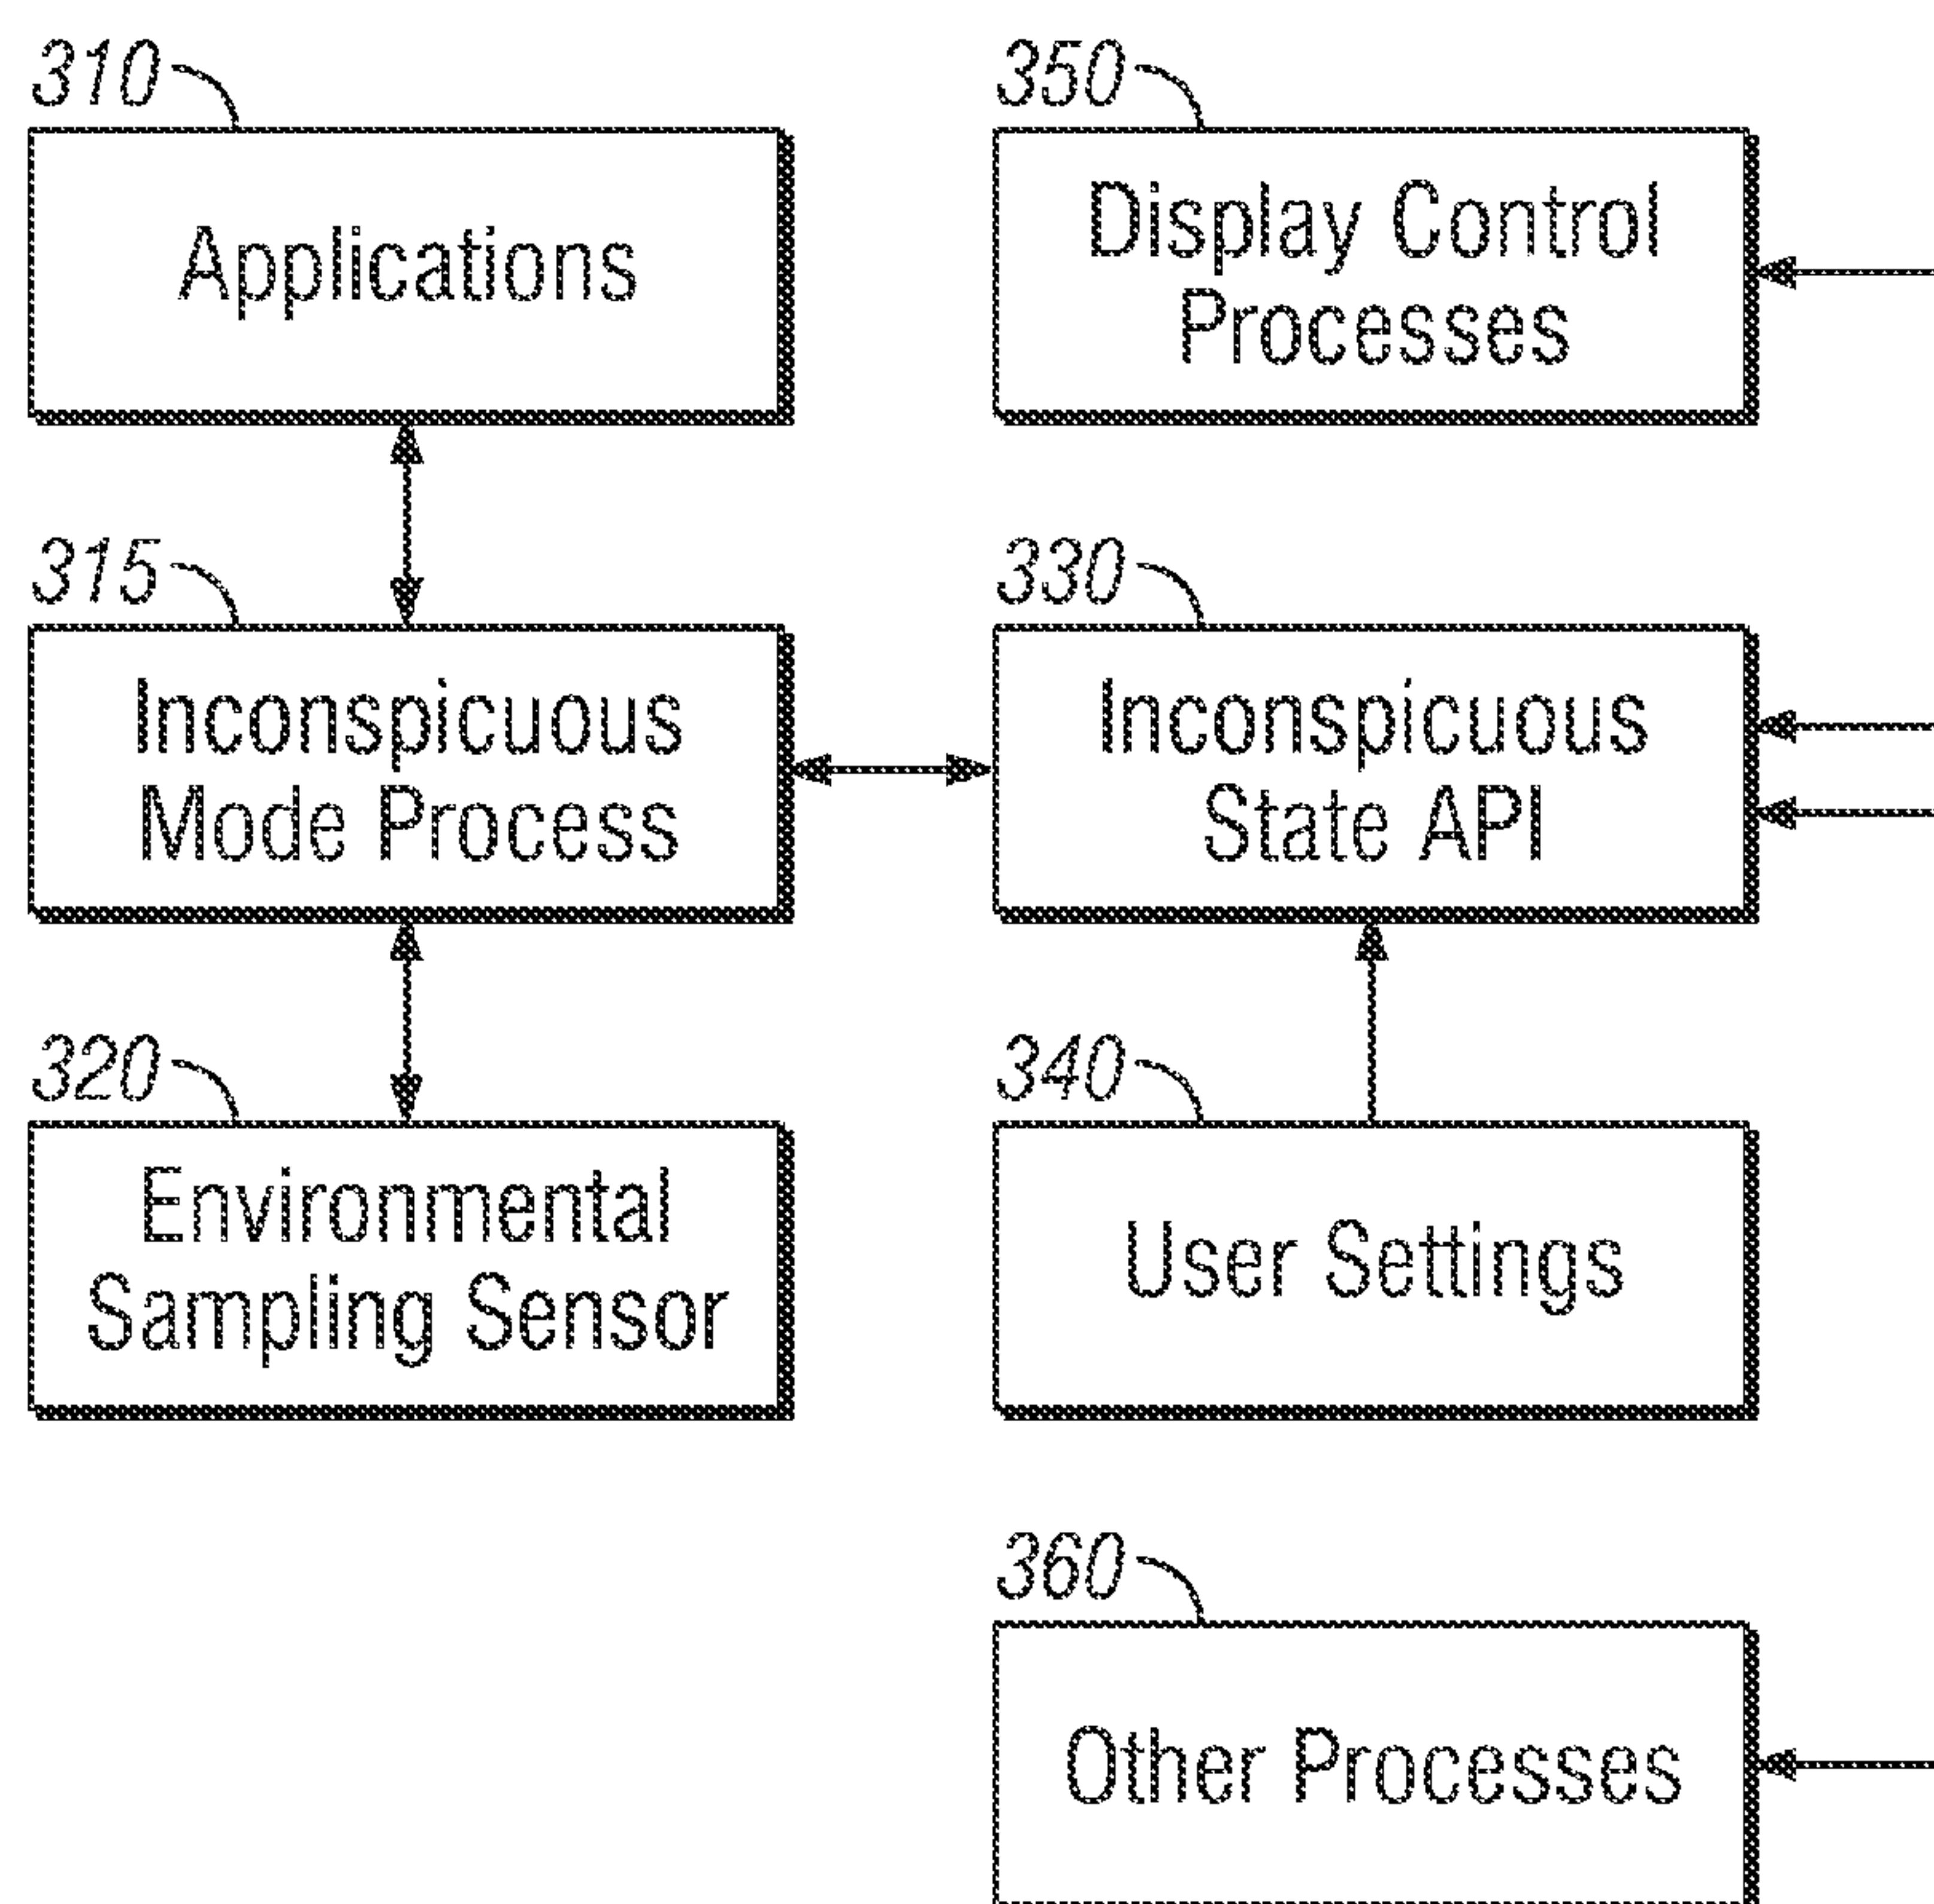 310
Applications
350
Display Control
Processes
315
Inconspicuous
Mode Process
330
Inconspicuous
State API
320
Environmental
Sampling Sensor
340
User Settings
360
Other Processes